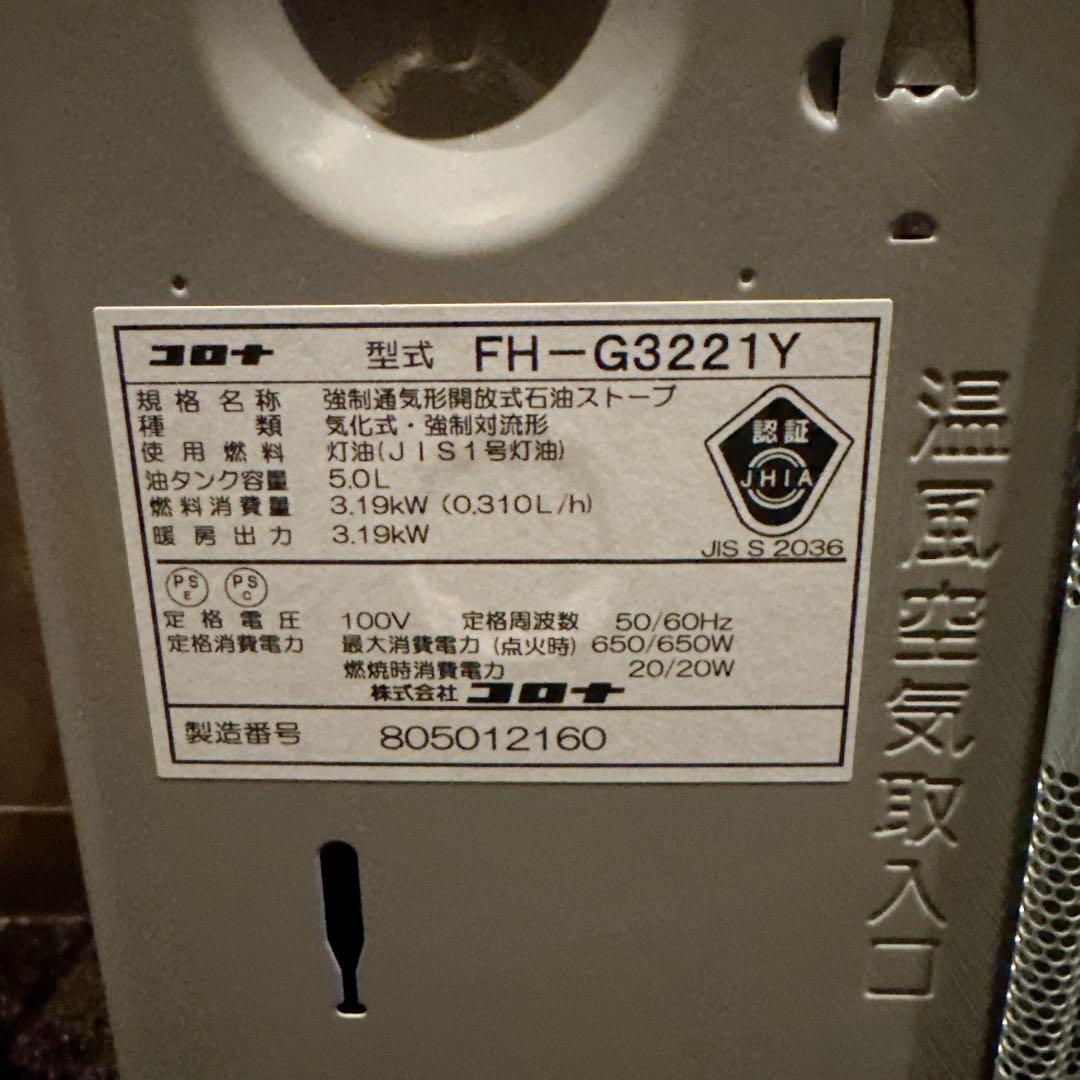 コロナ 型式 FH-G3221Y
規格名称 強制通気形開放式石油ストーブ
種類 気化式・強制対流形
使用燃料 灯油(JIS1号灯油)
油タンク容量 5.0L
燃料消費量 3.19kW (0.310L/h)
暖房出力 3.19kW
認証
JHIA
JIS S 2036
PS E PS C
定格電圧 100V 定格周波数 50/60Hz
定格消費電力 最大消費電力 (点火時) 650/650W
燃焼時消費電力 20/20W
株式会社 コロナ
製造番号 805012160
温風空気取入口